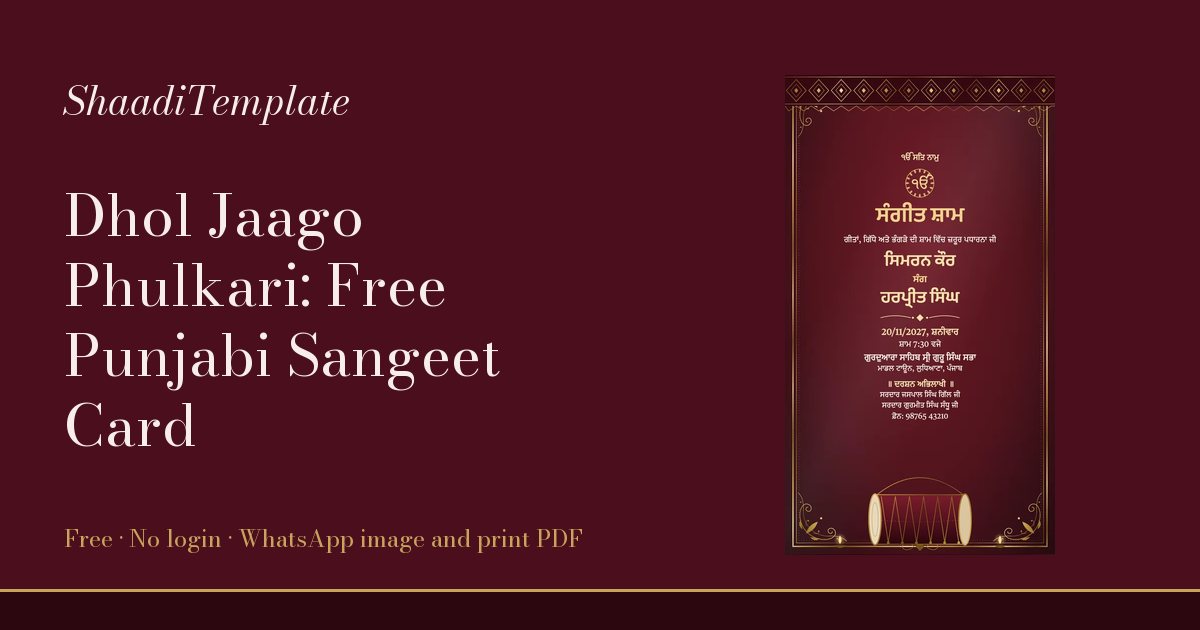 ShaadiTemplate
Dhol Jaago
Phulkari: Free
Punjabi Sangeet
Card
Free · No login · WhatsApp image and print PDF
ੴ ਸਤਿ ਨਾਮੁ
ੴ
ਸੰਗੀਤ ਸ਼ਾਮ
ਗੀਤਾਂ, ਗਿੱਧੇ ਅਤੇ ਭੰਗੜੇ ਦੀ ਸ਼ਾਮ ਵਿੱਚ ਜ਼ਰੂਰ ਪਧਾਰਨਾ ਜੀ
ਸਿਮਰਨ ਕੌਰ
ਸੰਗ
ਹਰਪ੍ਰੀਤ ਸਿੰਘ
20/11/2027, ਸ਼ਨੀਵਾਰ
ਸ਼ਾਮ 7:30 ਵਜੇ
ਗੁਰਦੁਆਰਾ ਸਾਹਿਬ ਸ੍ਰੀ ਗੁਰੂ ਸਿੰਘ ਸਭਾ
ਮਾਡਲ ਟਾਊਨ, ਲੁਧਿਆਣਾ, ਪੰਜਾਬ
॥ ਦਰਸ਼ਨ ਅਭਿਲਾਖੀ ॥
ਸਰਦਾਰ ਜਸਪਾਲ ਸਿੰਘ ਗਿੱਲ ਜੀ
ਸਰਦਾਰ ਗੁਰਮੀਤ ਸਿੰਘ ਸੰਧੂ ਜੀ
ਫ਼ੋਨ: 98765 43210